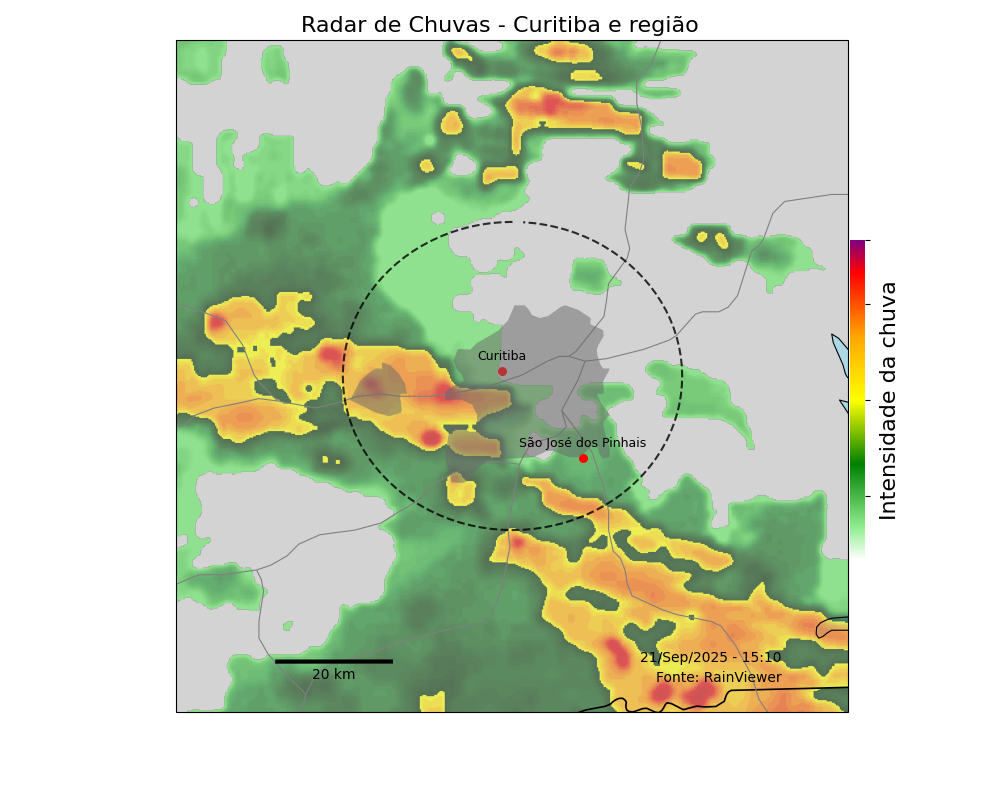 Radar de Chuvas - Curitiba e região
Curitiba
São José dos Pinhais
Intensidade da chuva
21/Sep/2025 - 15:10
Fonte: RainViewer
20 km